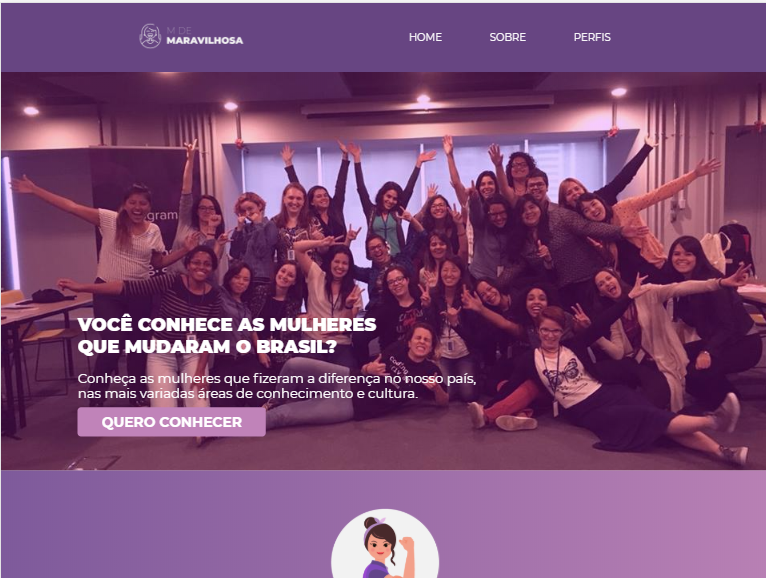 M DE
MARAVILHOSA
HOME
SOBRE
PERFIS
gram
VOCÊ CONHECE AS MULHERES
QUE MUDARAM O BRASIL?
Conheça as mulheres que fizeram a diferença no nosso país,
nas mais variadas áreas de conhecimento e cultura.
QUERO CONHECER